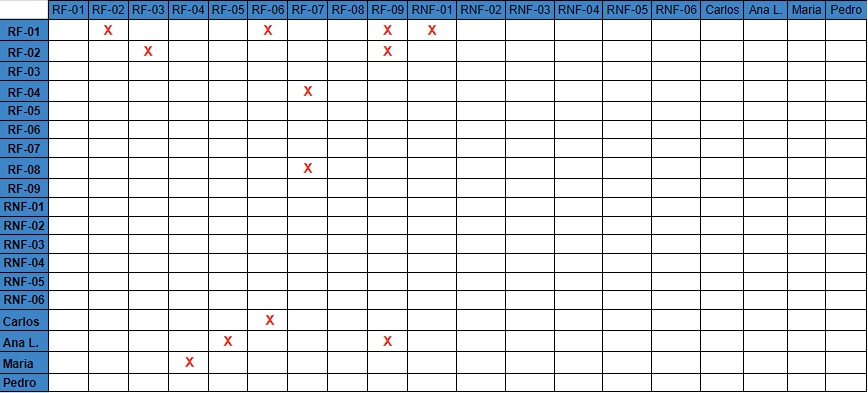 RF-01 RF-02 RF-03 RF-04 RF-05 RF-06 RF-07 RF-08 RF-09 RNF-01 RNF-02 RNF-03 RNF-04 RNF-05 RNF-06 Carlos Ana L. Maria Pedro
RF-01 X X X X
RF-02 X X
RF-03
RF-04 X
RF-05
RF-06
RF-07
RF-08 X
RF-09
RNF-01
RNF-02
RNF-03
RNF-04
RNF-05
RNF-06
Carlos X
Ana L. X X
Maria X
Pedro